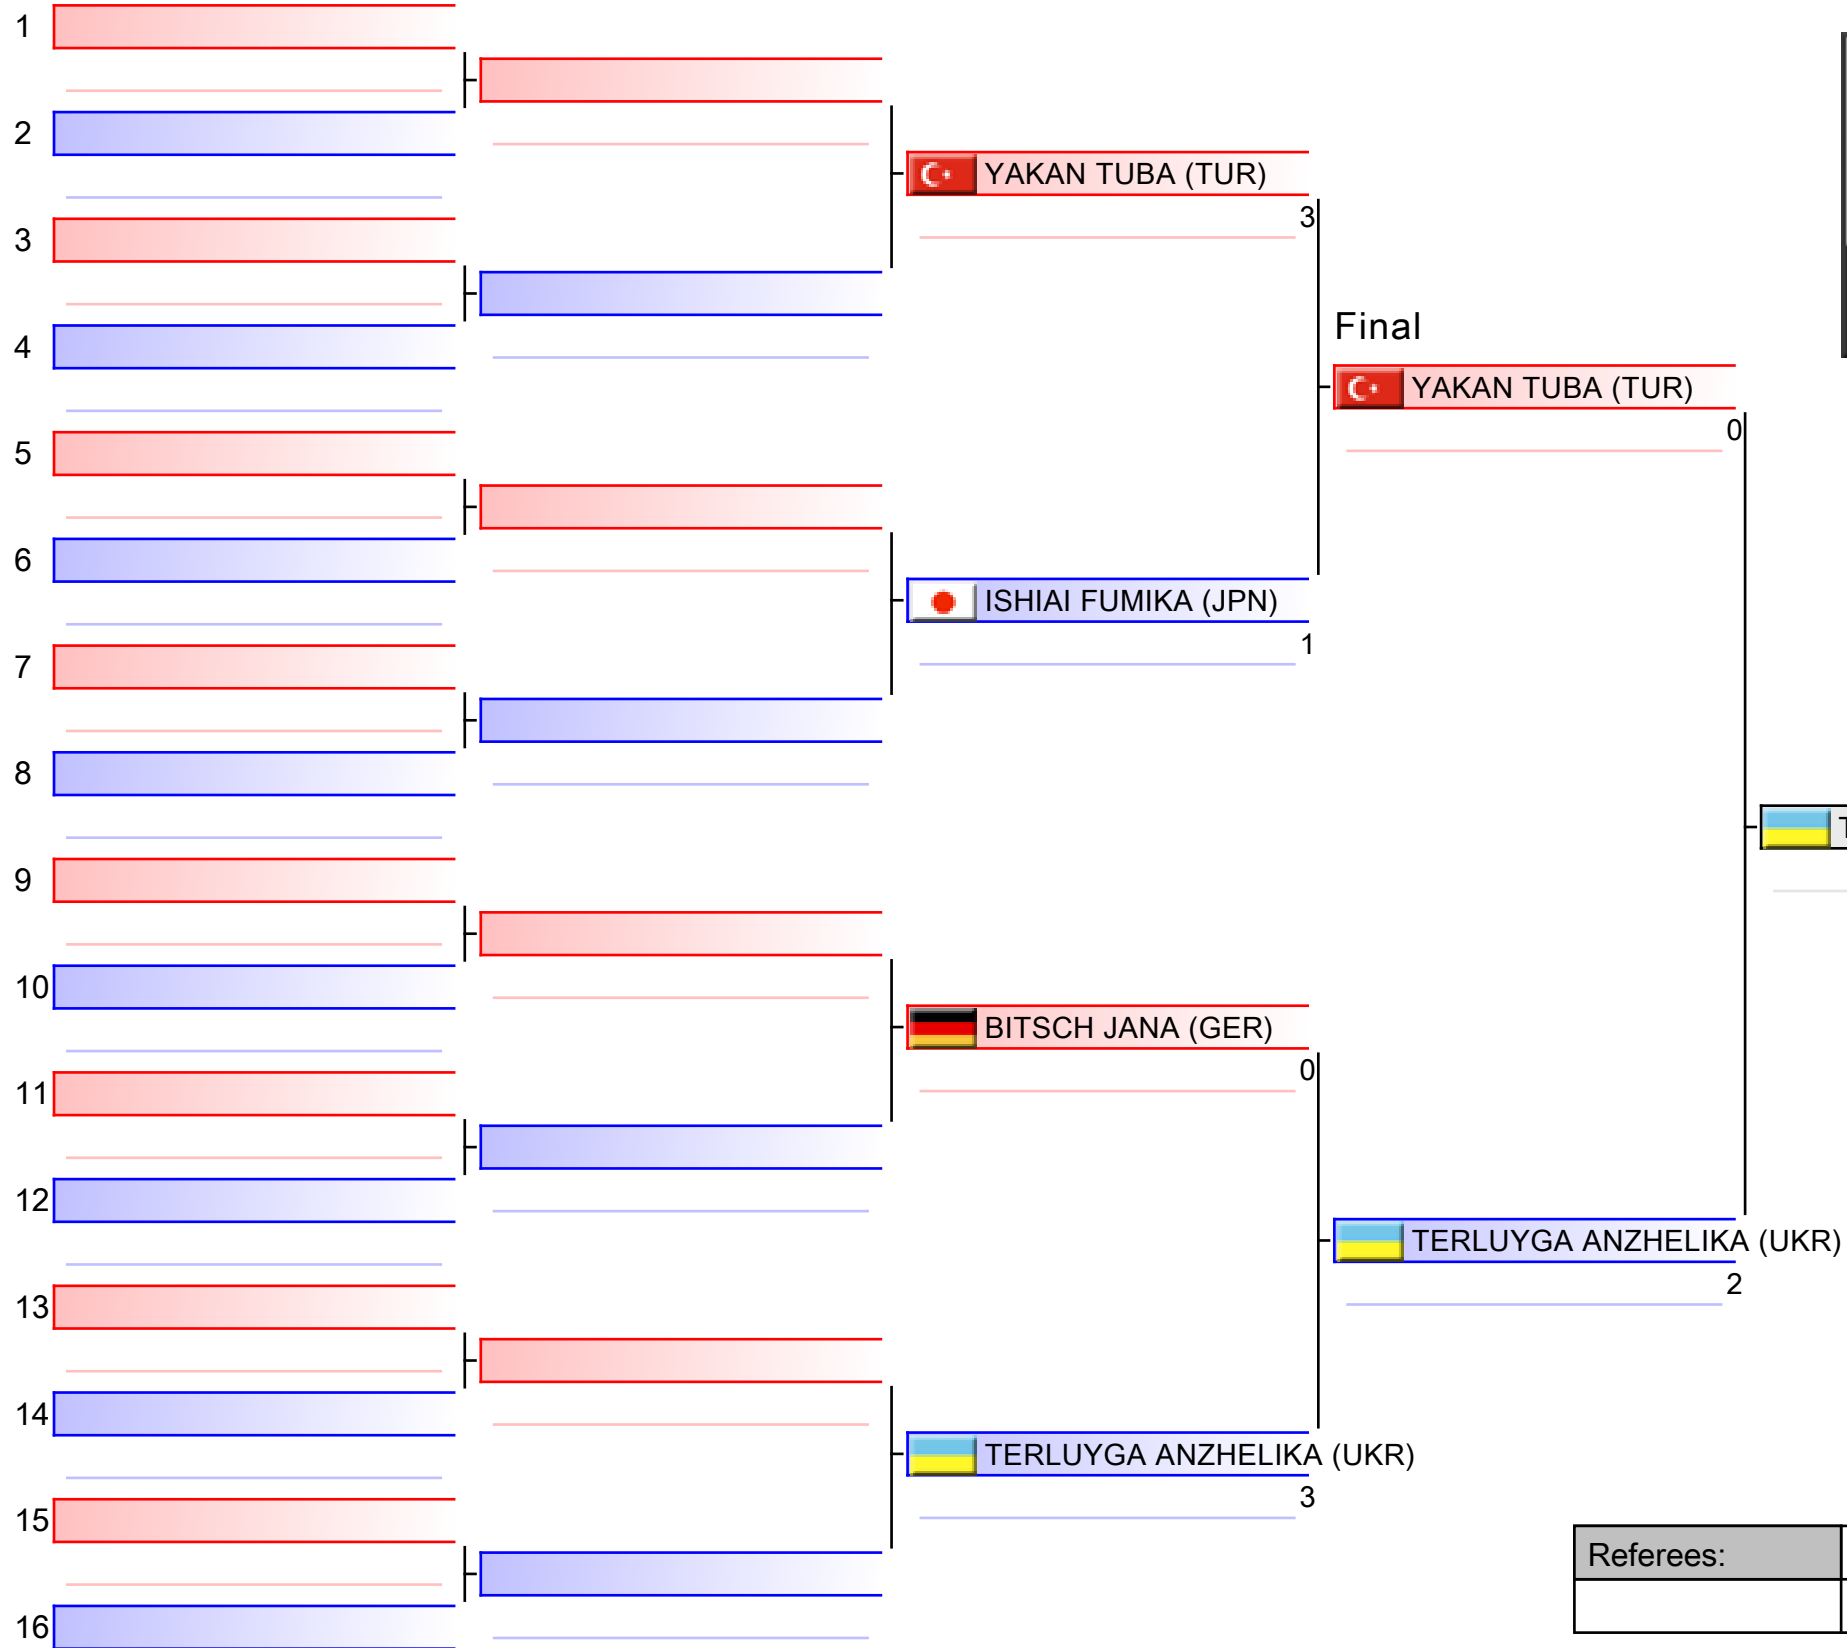 1
2
YAKAN TUBA (TUR)
3
3
Final
4
YAKAN TUBA (TUR)
0
5
6
ISHIAI FUMIKA (JPN)
1
7
8
9
10
BITSCH JANA (GER)
0
11
12
TERLUYGA ANZHELIKA (UKR)
2
13
14
TERLUYGA ANZHELIKA (UKR)
3
15
Referees:
16